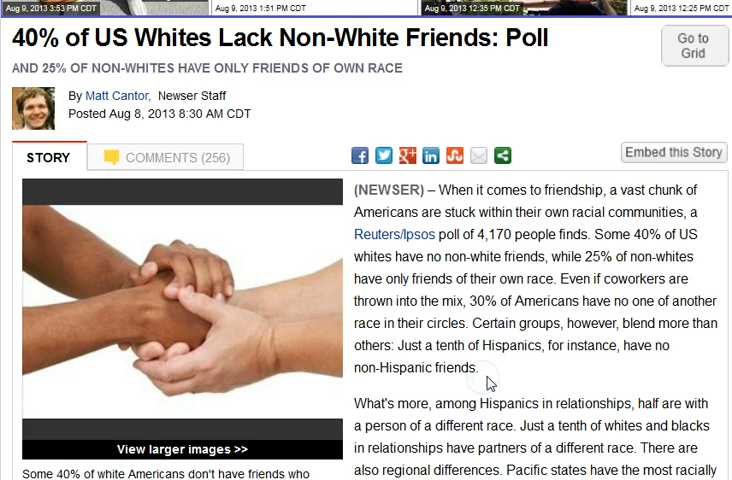 Aug 9, 2013 3:53 PM CDT
Aug 9, 2013 1:51 PM CDT
Aug 9, 2013 12:35 PM CDT
Aug 9, 2013 12:25 PM CDT
40% of US Whites Lack Non-White Friends: Poll
Go to
Grid
AND 25% OF NON-WHITES HAVE ONLY FRIENDS OF OWN RACE
By Matt Cantor, Newser Staff
Posted Aug 8, 2013 8:30 AM CDT
STORY
COMMENTS (256)
Embed this Story
(NEWSER) – When it comes to friendship, a vast chunk of
Americans are stuck within their own racial communities, a
Reuters/Ipsos poll of 4,170 people finds. Some 40% of US
whites have no non-white friends, while 25% of non-whites
have only friends of their own race. Even if coworkers are
thrown into the mix, 30% of Americans have no one of another
race in their circles. Certain groups, however, blend more than
others: Just a tenth of Hispanics, for instance, have no
non-Hispanic friends.
What's more, among Hispanics in relationships, half are with
a person of a different race. Just a tenth of whites and blacks
in relationships have partners of a different race. There are
also regional differences. Pacific states have the most racially
View larger images >>
Some 40% of white Americans don't have friends who